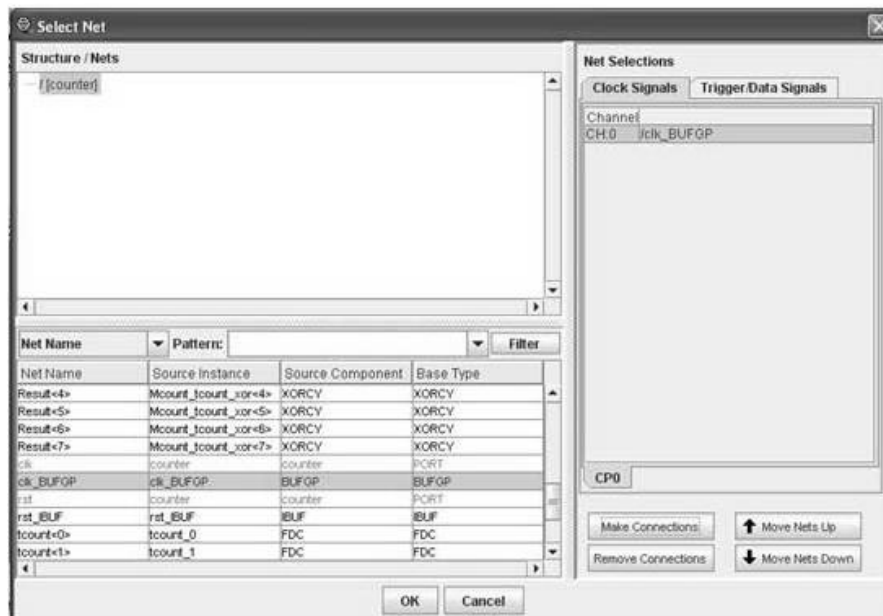 Select Net
Structure / Nets
/ [counter]
Net Name Pattern: Filter
Net Name Source Instance Source Component Base Type
Result<4> Mcount_tcount_xor<4> XORCY XORCY
Result<5> Mcount_tcount_xor<5> XORCY XORCY
Result<6> Mcount_tcount_xor<6> XORCY XORCY
Result<7> Mcount_tcount_xor<7> XORCY XORCY
clk counter counter PORT
clk_BUFGP clk_BUFGP BUFGP BUFGP
rst counter counter PORT
rst_IBUF rst_IBUF IBUF IBUF
tcount<0> tcount_0 FDC FDC
tcount<1> tcount_1 FDC FDC
Net Selections
Clock Signals Trigger/Data Signals
Channel
CH:0 /clk_BUFGP
CP0
Make Connections Move Nets Up
Remove Connections Move Nets Down
OK Cancel